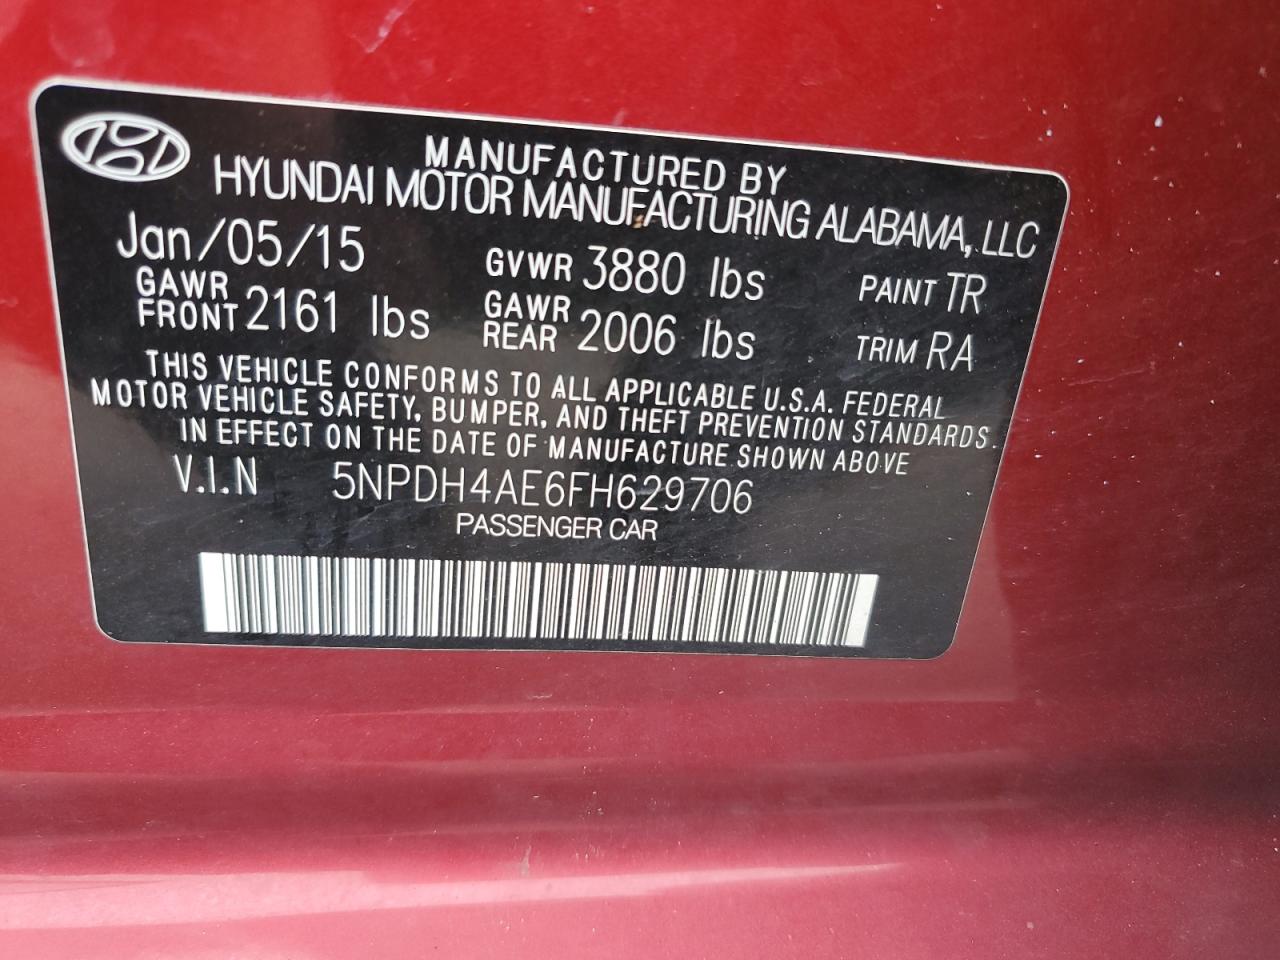 MANUFACTURED BY
HYUNDAI MOTOR MANUFACTURING ALABAMA, LLC
Jan/05/15 GVWR 3880 lbs PAINT TR
GAWR FRONT 2161 lbs GAWR REAR 2006 lbs TRIM RA
THIS VEHICLE CONFORMS TO ALL APPLICABLE U.S.A. FEDERAL
MOTOR VEHICLE SAFETY, BUMPER, AND THEFT PREVENTION STANDARDS.
IN EFFECT ON THE DATE OF MANUFACTURE SHOWN ABOVE
V.I.N 5NPDH4AE6FH629706
PASSENGER CAR